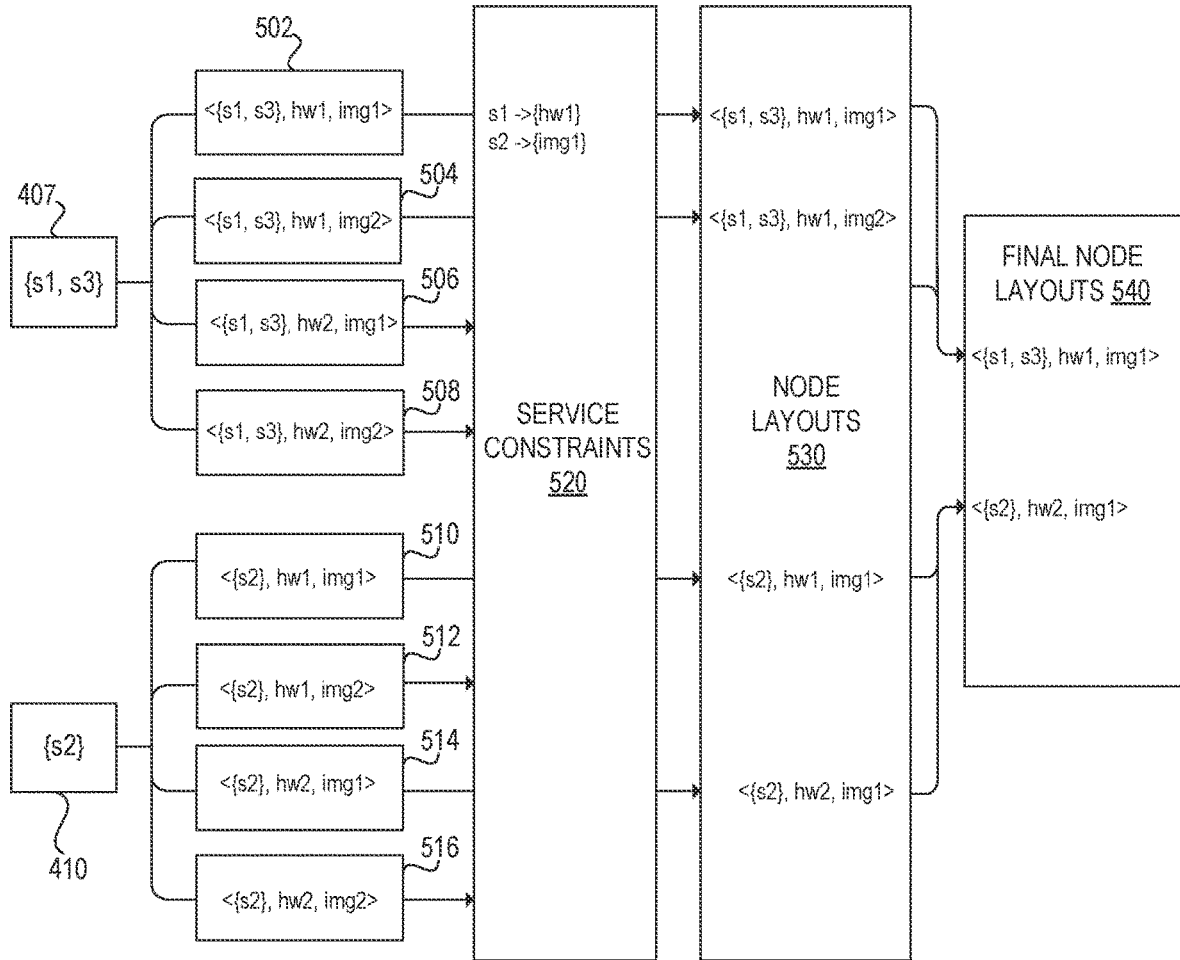 502
<{s1, s3}, hw1, img1>
504
<{s1, s3}, hw1, img2>
407
{s1, s3}
506
<{s1, s3}, hw2, img1>
508
<{s1, s3}, hw2, img2>
510
<{s2}, hw1, img1>
512
<{s2}, hw1, img2>
{s2}
410
514
<{s2}, hw2, img1>
516
<{s2}, hw2, img2>
s1 ->{hw1}
s2 ->{img1}
SERVICE
CONSTRAINTS
520
<{s1, s3}, hw1, img1>
<{s1, s3}, hw1, img2>
NODE
LAYOUTS
530
<{s2}, hw1, img1>
<{s2}, hw2, img1>
FINAL NODE
LAYOUTS 540
<{s1, s3}, hw1, img1>
<{s2}, hw2, img1>